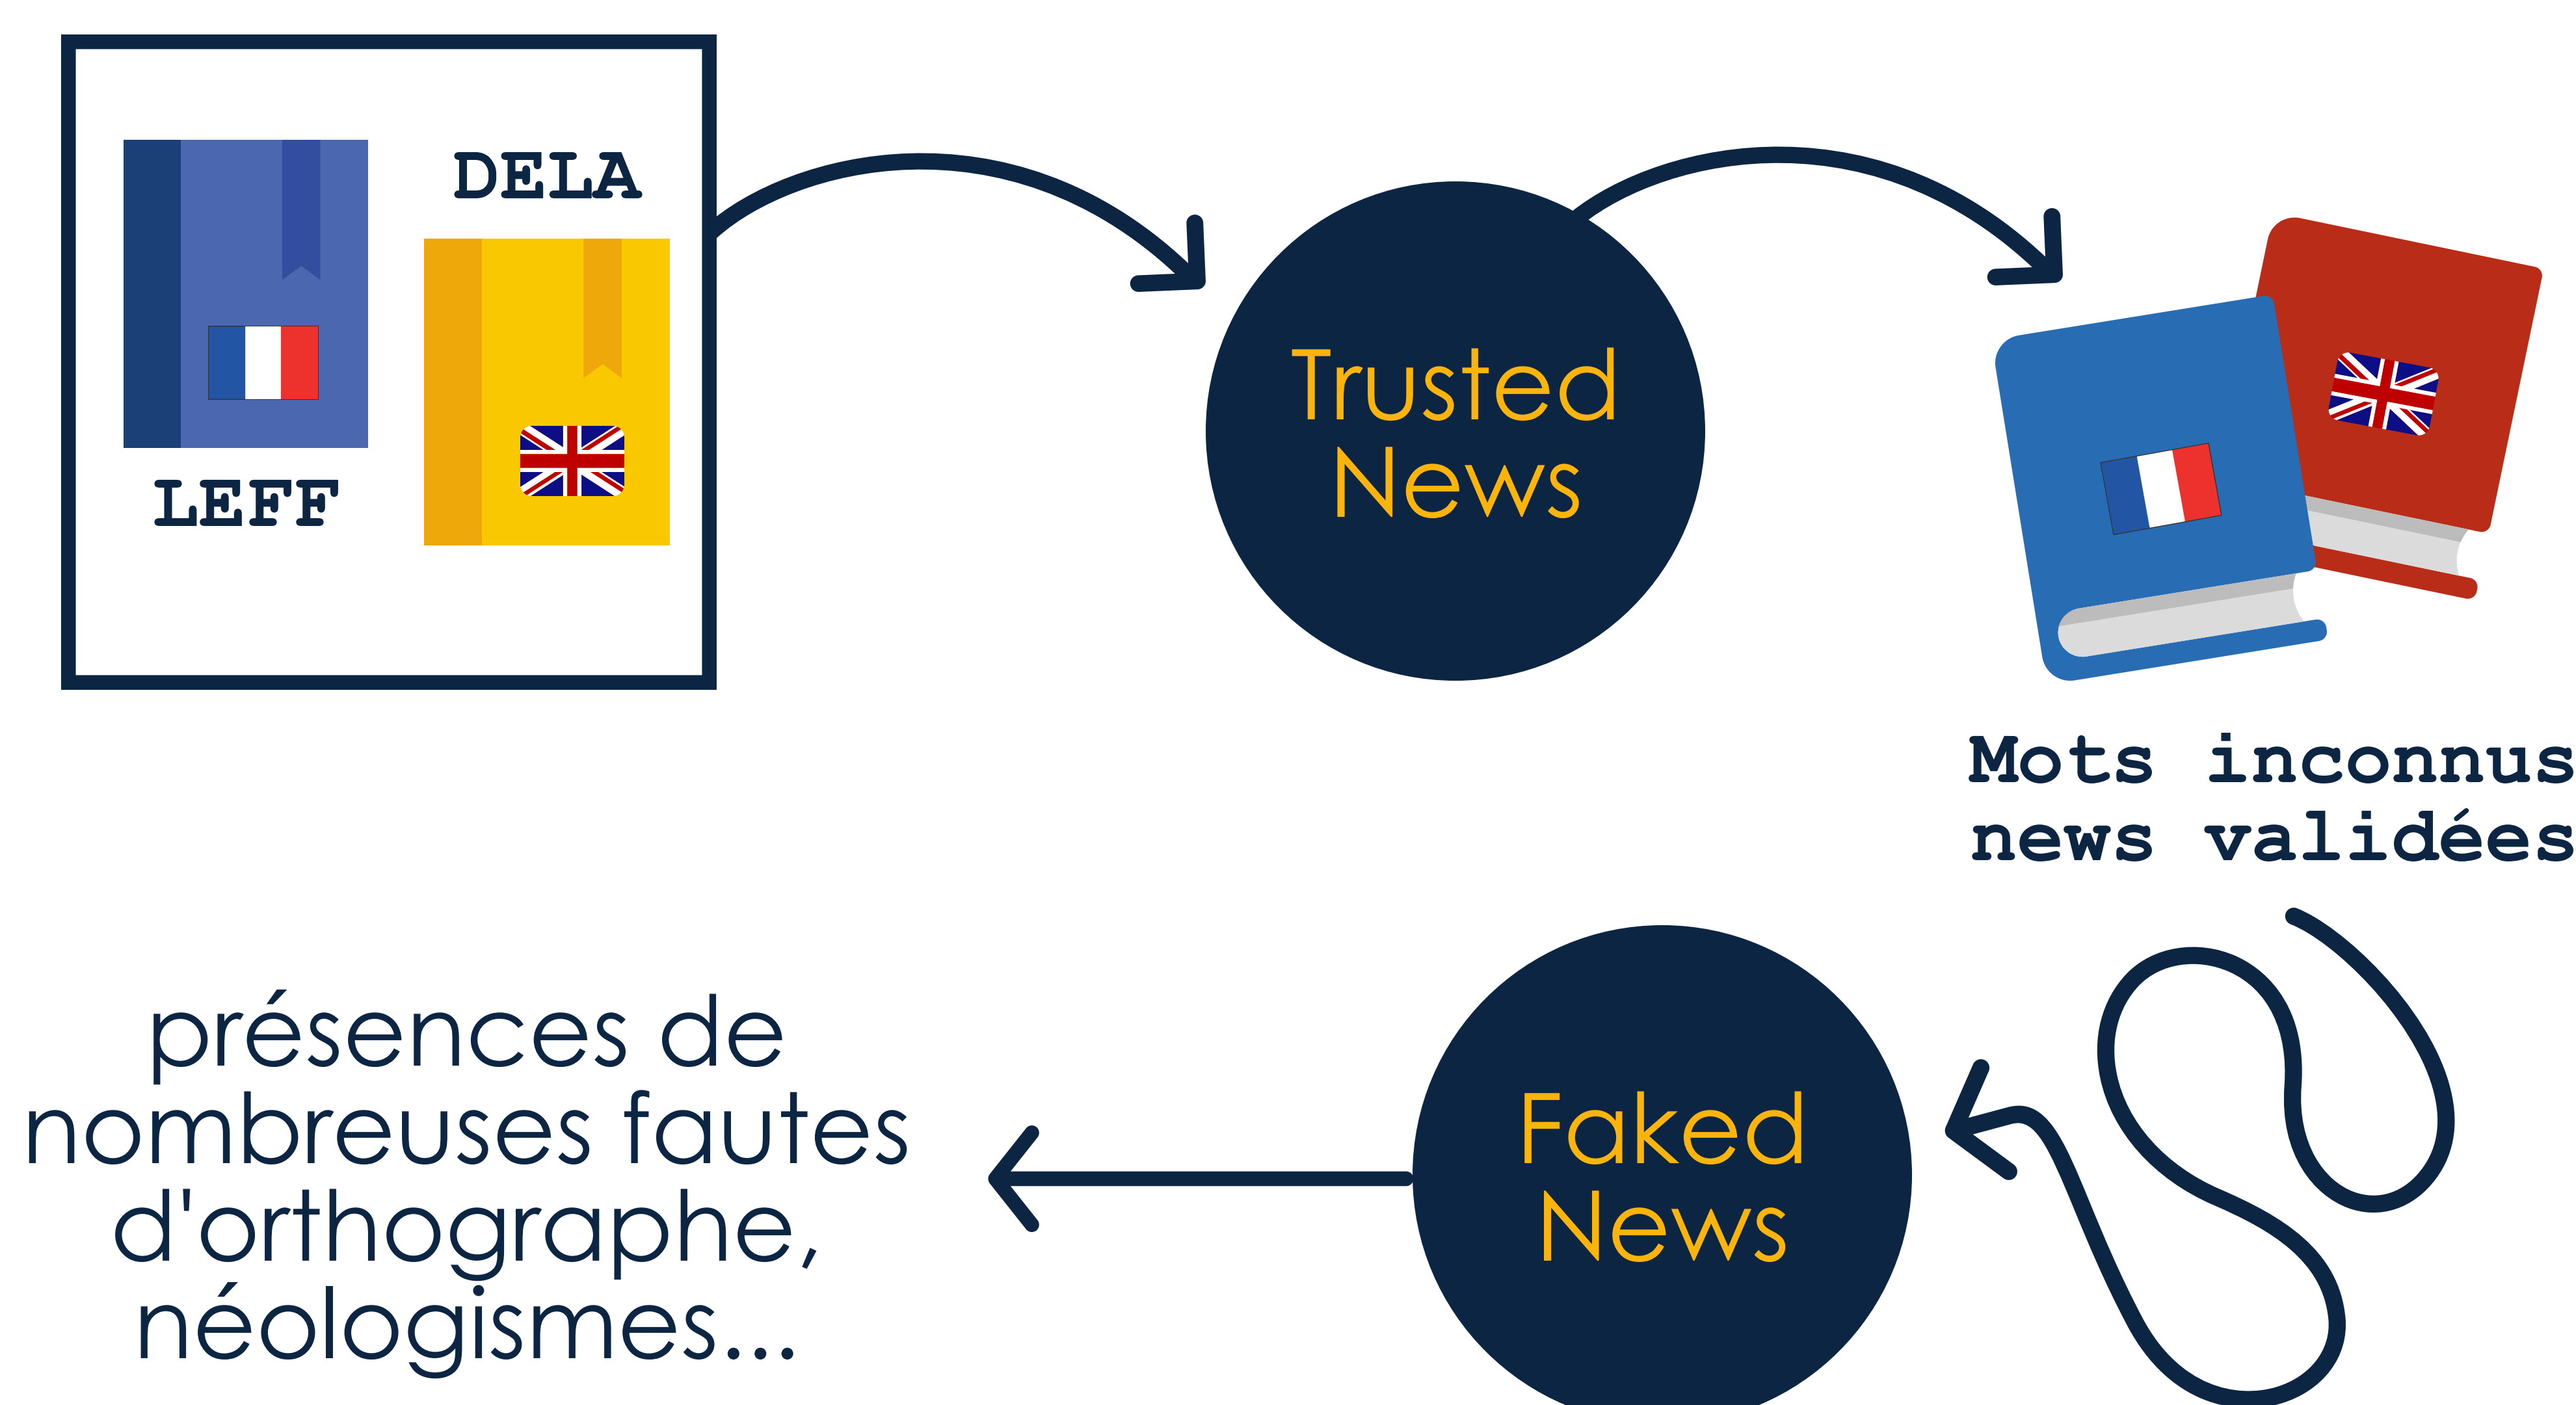 DELA
LEFF
Trusted
News
Mots inconnus
news validées
Faked
News
présences de
nombreuses fautes
d'orthographe,
néologismes...